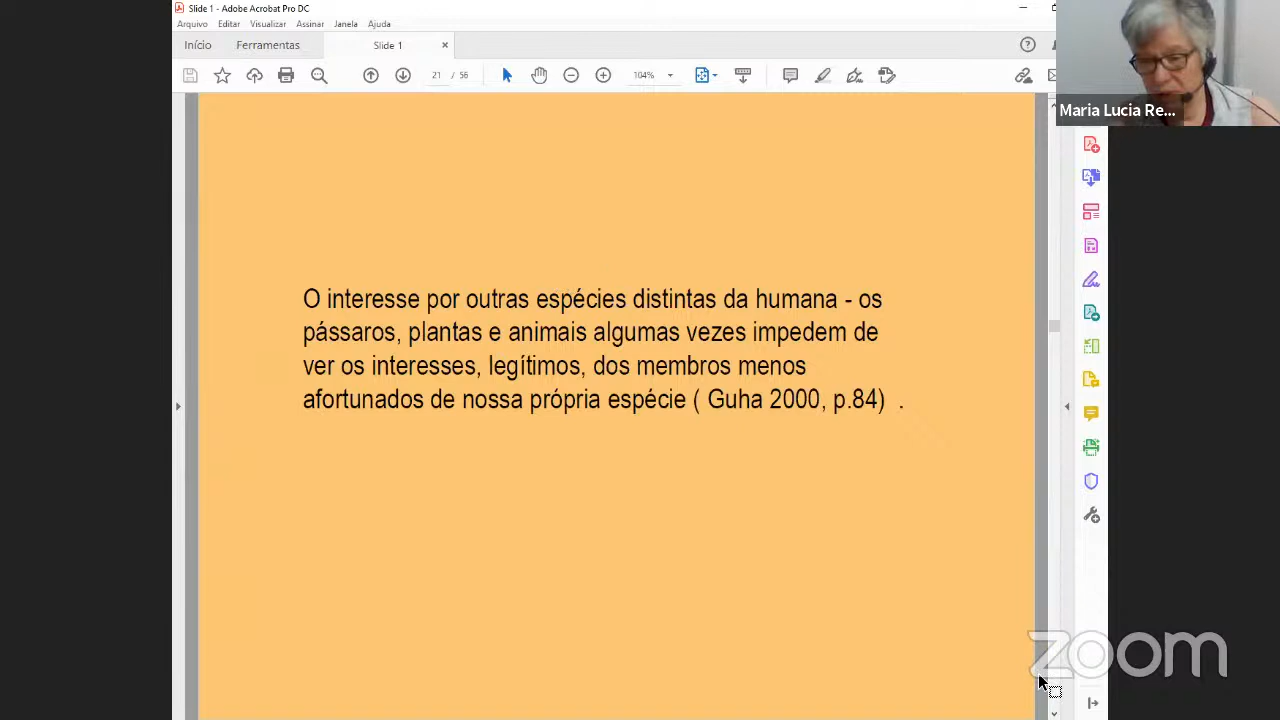 Slide 1 - Adobe Acrobat Pro DC
Arquivo Editar Visualizar Assinar Janela Ajuda
Início Ferramentas Slide 1
21 / 56 104%
Maria Lucia Re...
O interesse por outras espécies distintas da humana - os
pássaros, plantas e animais algumas vezes impedem de
ver os interesses, legítimos, dos membros menos
afortunados de nossa própria espécie ( Guha 2000, p.84) .
zoom